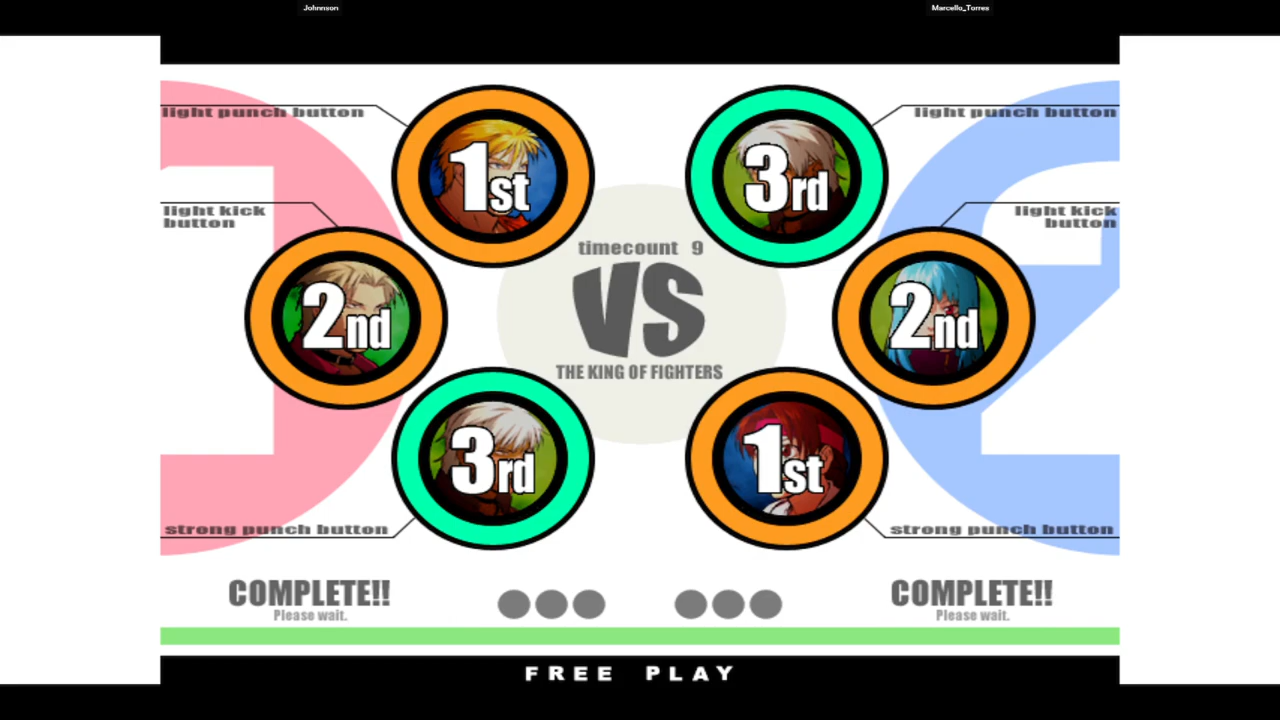 Johnnson
Marcello_Torres
light punch button
light punch button
1st
3rd
light kick
button
light kick
button
timecount 9
VS
THE KING OF FIGHTERS
2nd
2nd
3rd
1st
strong punch button
strong punch button
COMPLETE!!
Please wait.
COMPLETE!!
Please wait.
FREE PLAY